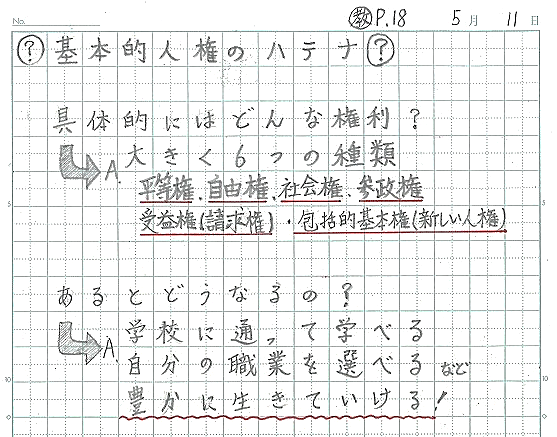 No. 教 P.18 5月 11日
? 基本的人権のハテナ ?
具体的にはどんな権利?
A. 大きく6つの種類
平等権、自由権、社会権、参政権
受益権(請求権)・包括的基本権(新しい人権)
5
5
あるとどうなるの?
A. 学校に通って学べる
自分の職業を選べる など
10
10
豊かに生きていける!